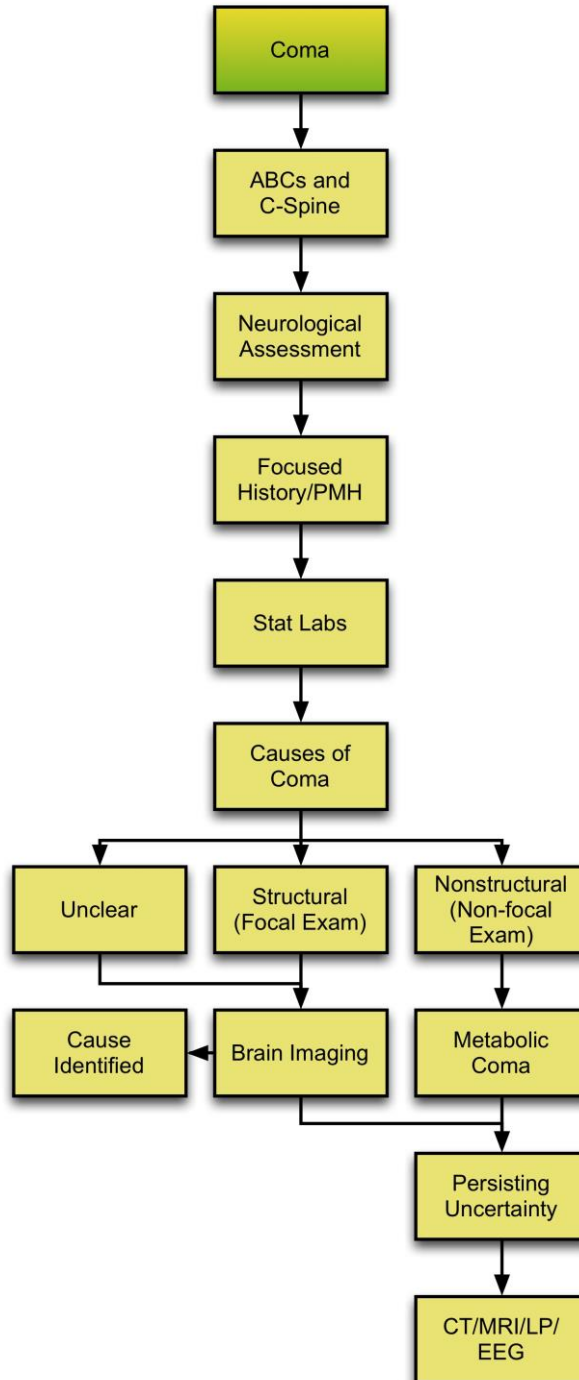 Coma
ABCs and
C-Spine
Neurological
Assessment
Focused
History/PMH
Stat Labs
Causes of
Coma
Unclear
Structural
(Focal Exam)
Nonstructural
(Non-focal
Exam)
Cause
Identified
Brain Imaging
Metabolic
Coma
Persisting
Uncertainty
CT/MRI/LP/
EEG